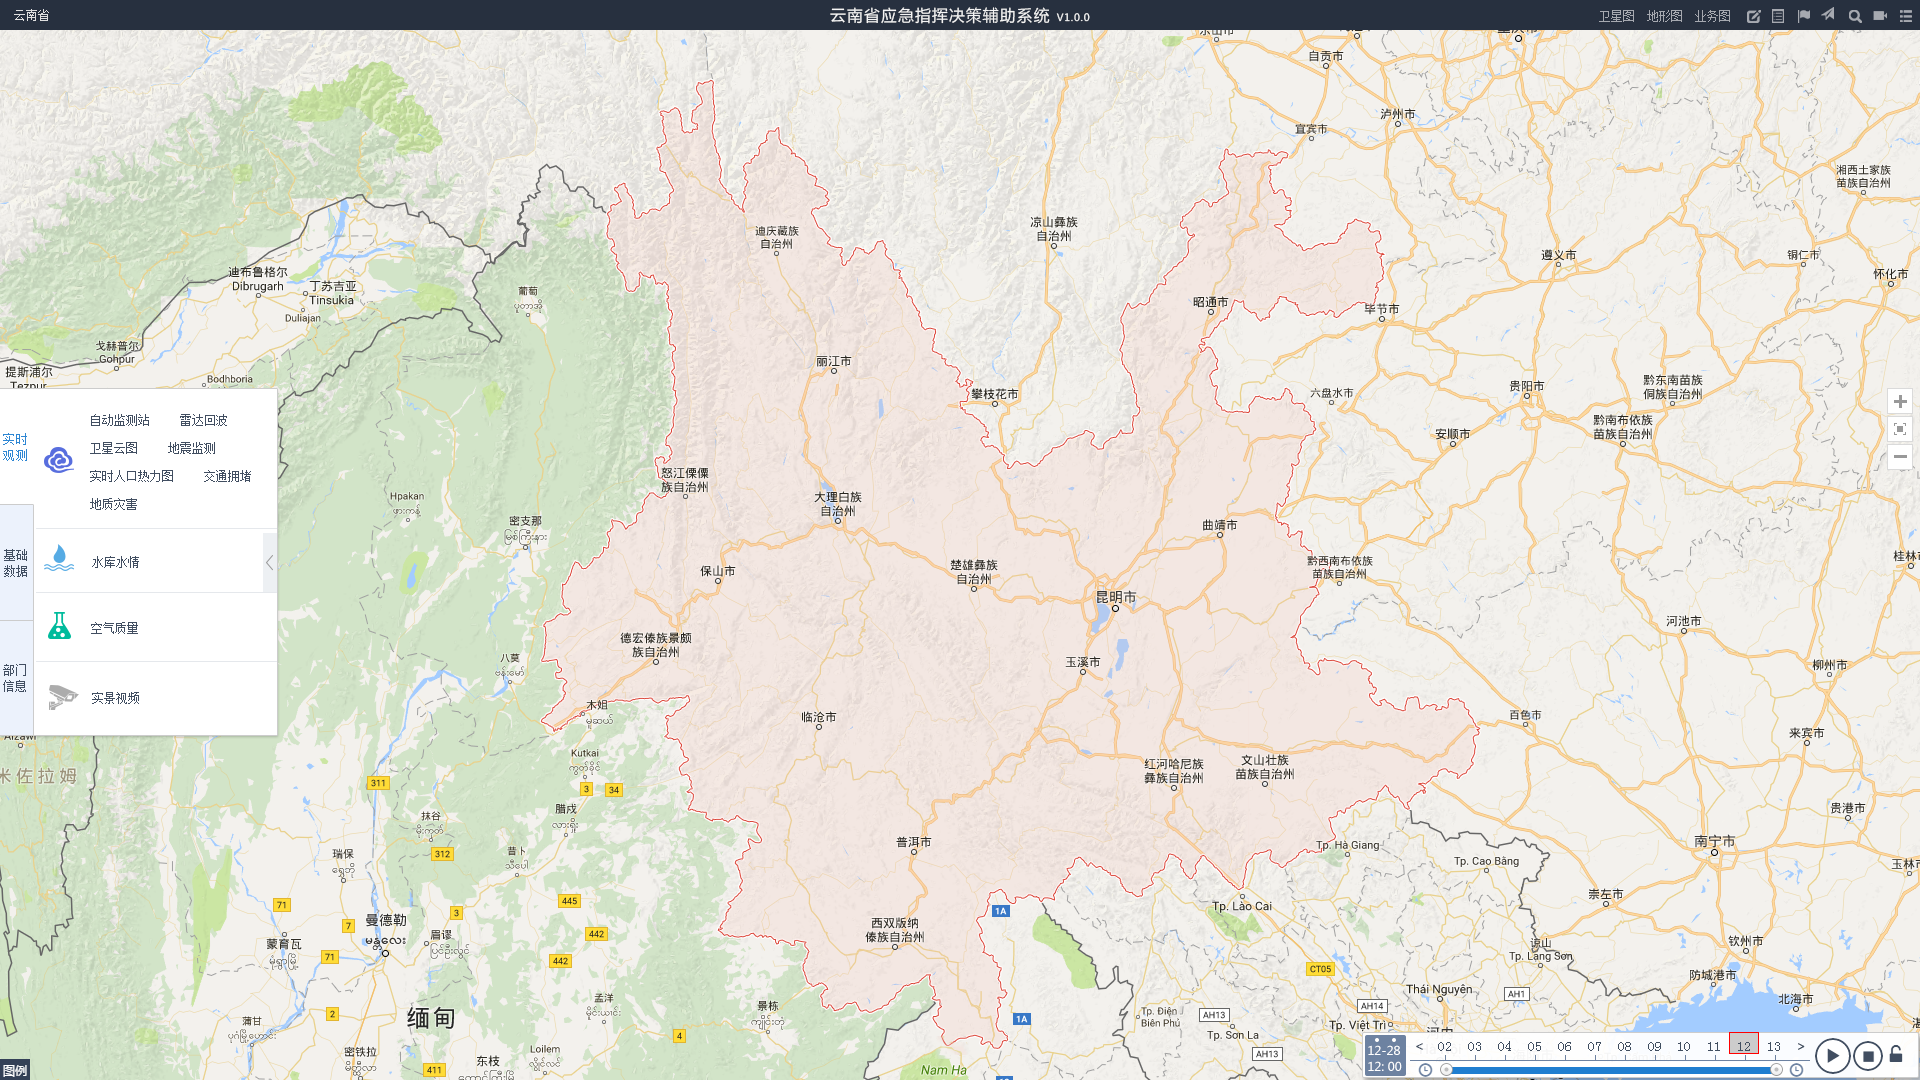 云南省
云南省应急指挥决策辅助系统 V1.0.0
卫星图 地形图 业务图
自贡市
泸州市
宜宾市
湘西土家族
苗族自治州
凉山彝族
自治州
迪庆藏族
自治州
遵义市
铜仁市
怀化市
迪布鲁格尔
Dibrugarh
丁苏吉亚
Tinsukia
Duliajan
葡萄
昭通市
毕节市
戈赫普尔
Gohpur
提斯浦尔
Tezpur
Bodhboria
丽江市
攀枝花市
六盘水市
贵阳市
黔东南苗族
侗族自治州
黔南布依族
苗族自治州
安顺市
实时
观测
自动监测站 雷达回波
卫星云图 地震监测
实时人口热力图 交通拥堵
地质灾害
基础
数据
水库水情
空气质量
部门
信息
实景视频
怒江傈僳
族自治州
大理白族
自治州
Hpakan
密支那
曲靖市
黔西南布依族
苗族自治州
桂林市
保山市
楚雄彝族
自治州
昆明市
河池市
德宏傣族景颇
族自治州
玉溪市
八莫
柳州市
木姐
临沧市
百色市
来宾市
Aizawl
米佐拉姆
Kutkai
红河哈尼族
彝族自治州
文山壮族
苗族自治州
311
3
34
腊戌
抹谷
贵港市
普洱市
南宁市
Tp. Hà Giang
Tp. Cao Bằng
玉林市
瑞保
312
昔卜
崇左市
71
445
3
1A
Tp. Lào Cai
曼德勒
7
西双版纳
傣族自治州
442
眉谬
蒙育瓦
71
442
谅山
Tp. Lạng Sơn
钦州市
CT05
防城港市
北海市
Thái Nguyên
AH1
孟洋
景栋
AH14
AH13
Tp. Điện
Biên Phủ
1A
2
缅甸
蒲甘
4
Tp. Sơn La
Tp. Việt Trì
河内
密铁拉
东枝
Loilem
411
Nam Ha
AH13
图例
12-28
12: 00
< 02 03 04 05 06 07 08 09 10 11 12 13 >